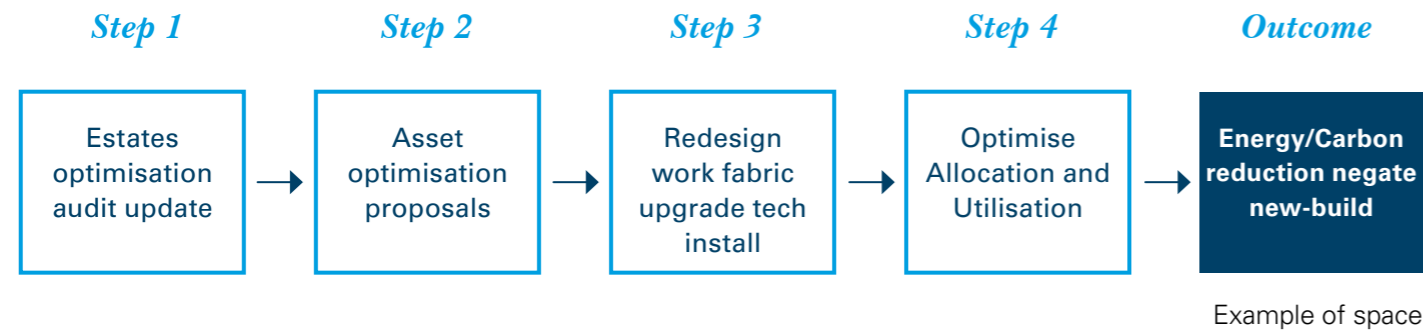 Step 1
Step 2
Step 3
Step 4
Outcome
Estates
optimisation
audit update
Asset
optimisation
proposals
Redesign
work fabric
upgrade tech
install
Optimise
Allocation and
Utilisation
Energy/Carbon
reduction negate
new-build
Example of space